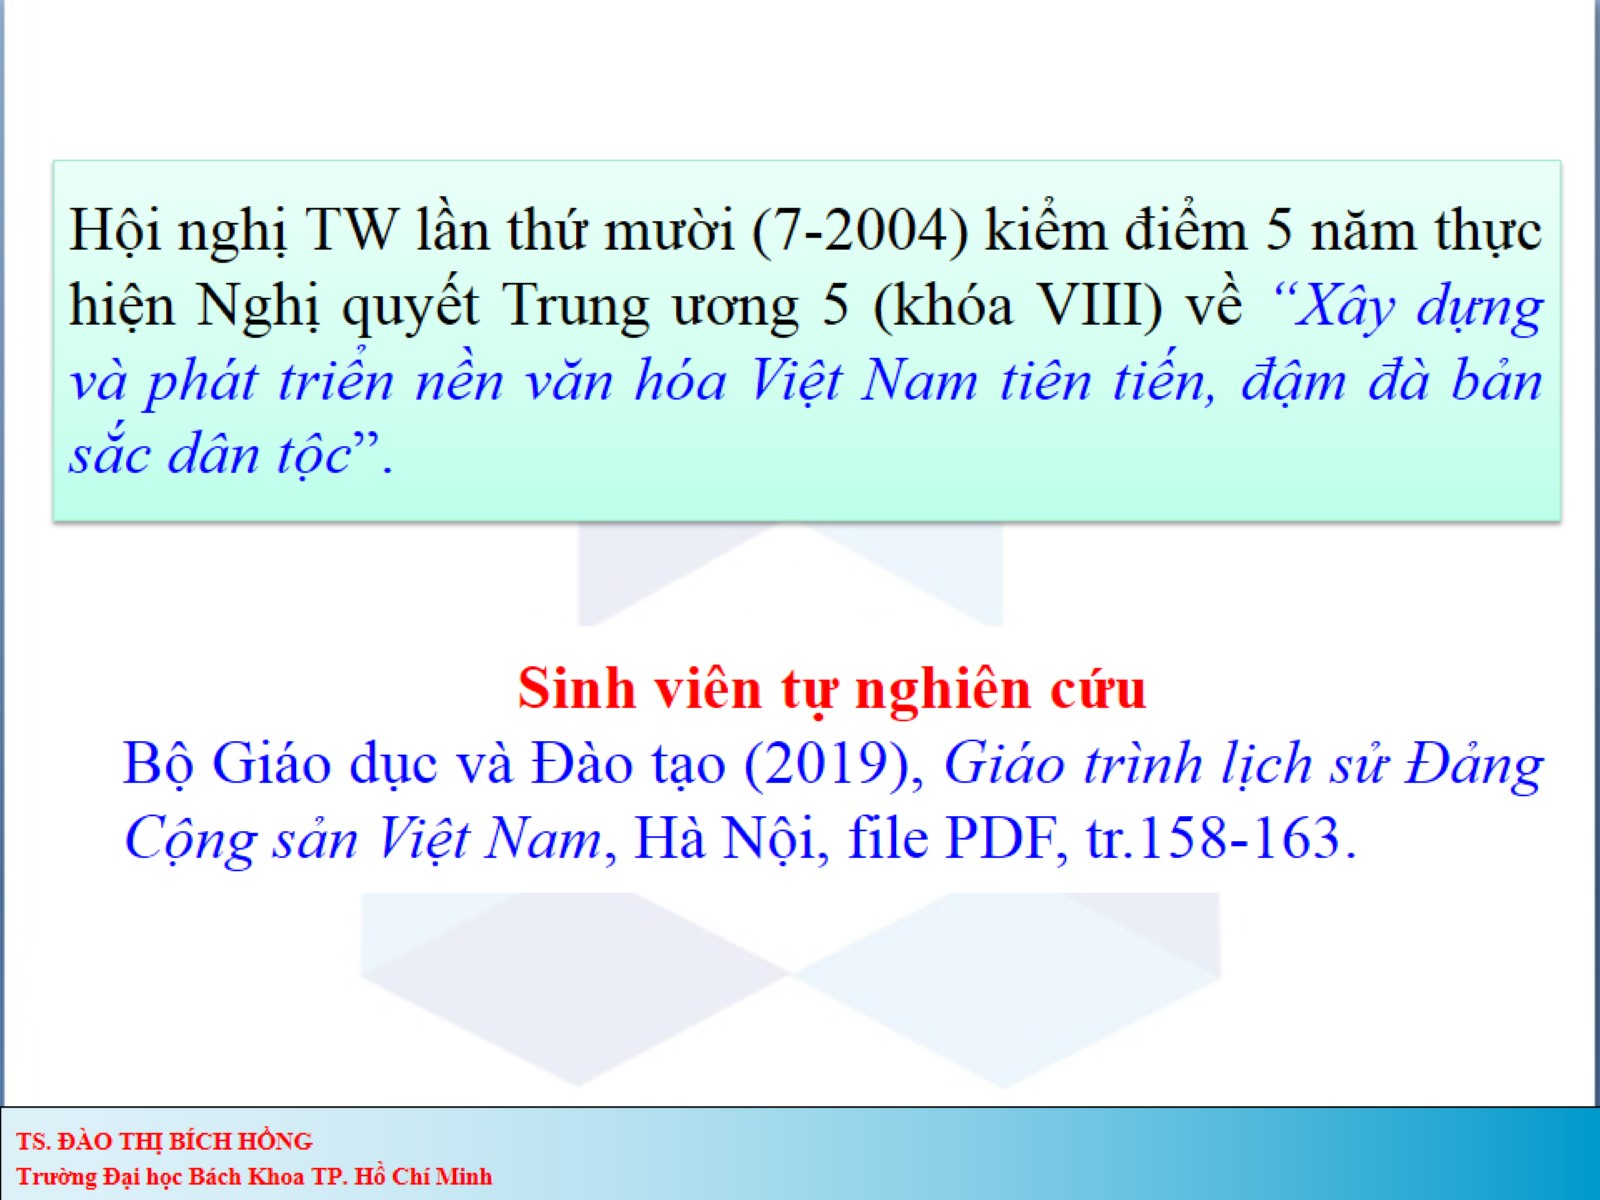 Hội nghị TW lần thứ mười (7-2004) kiểm điểm 5 năm thực
hiện Nghị quyết Trung ương 5 (khóa VIII) về “Xây dựng
và phát triển nền văn hóa Việt Nam tiên tiến, đậm đà bản
sắc dân tộc”.
Sinh viên tự nghiên cứu
Bộ Giáo dục và Đào tạo (2019), Giáo trình lịch sử Đảng
Cộng sản Việt Nam, Hà Nội, file PDF, tr.158-163.
TS. ĐÀO THỊ BÍCH HỒNG
Trường Đại học Bách Khoa TP. Hồ Chí Minh